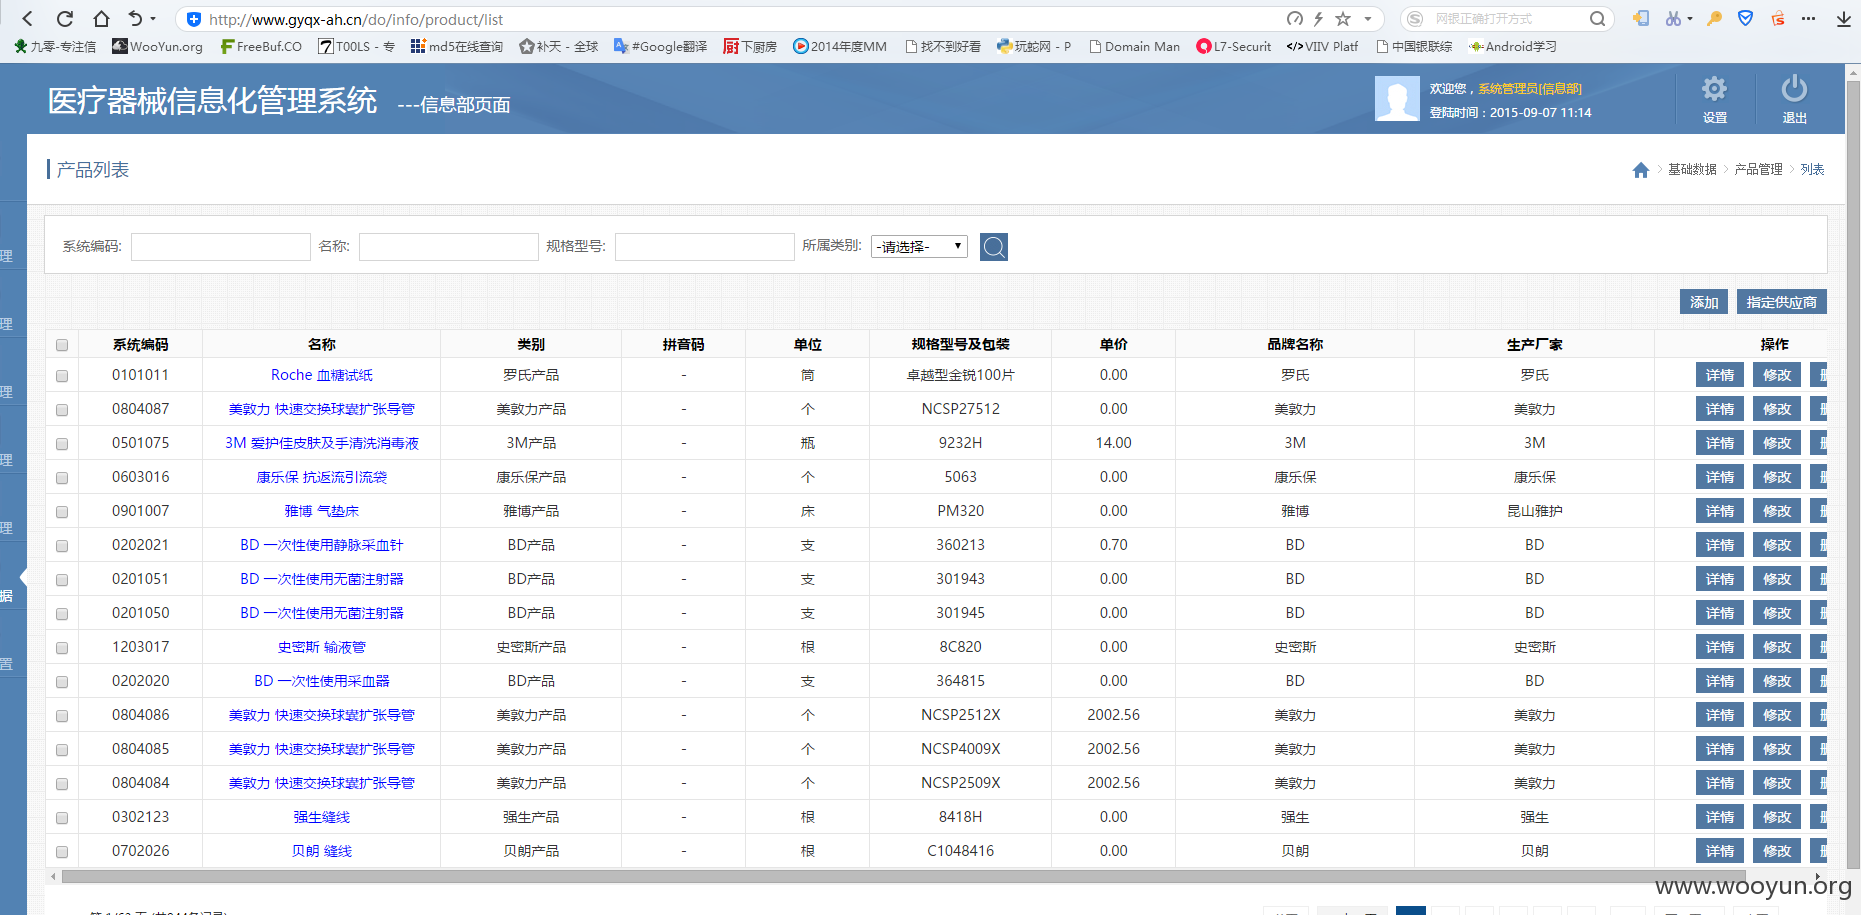 http://www.gyqx-ah.cn/do/info/product/list
网银正确打开方式
九零-专注信 WooYun.org FreeBuf.CO T00LS - 专 md5在线查询 补天 - 全球 #Google翻译 下厨房 2014年度MM 找不到好看 玩蛇网 - P Domain Man L7-Securit VIIV Platf 中国银联综 Android学习
医疗器械信息化管理系统 ---信息部页面
欢迎您，系统管理员[信息部]
登陆时间：2015-09-07 11:14
设置 退出
产品列表
基础数据 > 产品管理 > 列表
系统编码: 名称: 规格型号: 所属类别: -请选择-
理
理
理
理
理
据
置
添加 指定供应商
系统编码 名称 类别 拼音码 单位 规格型号及包装 单价 品牌名称 生产厂家 操作
0101011 Roche 血糖试纸 罗氏产品 - 筒 卓越型金锐100片 0.00 罗氏 罗氏 详情 修改
0804087 美敦力 快速交换球囊扩张导管 美敦力产品 - 个 NCSP27512 0.00 美敦力 美敦力 详情 修改
0501075 3M 爱护佳皮肤及手清洗消毒液 3M产品 - 瓶 9232H 14.00 3M 3M 详情 修改
0603016 康乐保 抗返流引流袋 康乐保产品 - 个 5063 0.00 康乐保 康乐保 详情 修改
0901007 雅博 气垫床 雅博产品 - 床 PM320 0.00 雅博 昆山雅护 详情 修改
0202021 BD 一次性使用静脉采血针 BD产品 - 支 360213 0.70 BD BD 详情 修改
0201051 BD 一次性使用无菌注射器 BD产品 - 支 301943 0.00 BD BD 详情 修改
0201050 BD 一次性使用无菌注射器 BD产品 - 支 301945 0.00 BD BD 详情 修改
1203017 史密斯 输液管 史密斯产品 - 根 8C820 0.00 史密斯 史密斯 详情 修改
0202020 BD 一次性使用采血器 BD产品 - 支 364815 0.00 BD BD 详情 修改
0804086 美敦力 快速交换球囊扩张导管 美敦力产品 - 个 NCSP2512X 2002.56 美敦力 美敦力 详情 修改
0804085 美敦力 快速交换球囊扩张导管 美敦力产品 - 个 NCSP4009X 2002.56 美敦力 美敦力 详情 修改
0804084 美敦力 快速交换球囊扩张导管 美敦力产品 - 个 NCSP2509X 2002.56 美敦力 美敦力 详情 修改
0302123 强生缝线 强生产品 - 根 8418H 0.00 强生 强生 详情 修改
0702026 贝朗 缝线 贝朗产品 - 根 C1048416 0.00 贝朗 贝朗 详情 修改
www.wooyun.org